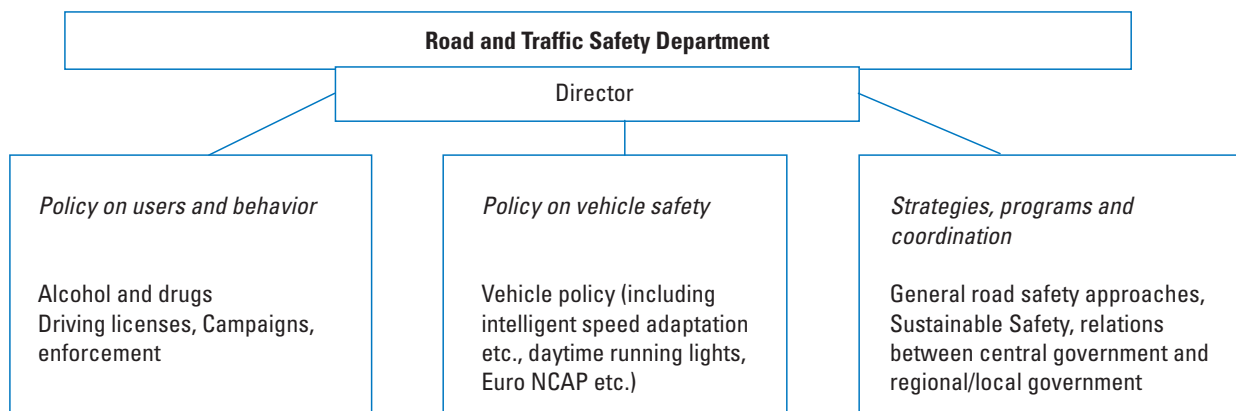 Road and Traffic Safety Department
Director
Policy on users and behavior
Alcohol and drugs
Driving licenses, Campaigns,
enforcement
Policy on vehicle safety
Vehicle policy (including
intelligent speed adaptation
etc., daytime running lights,
Euro NCAP etc.)
Strategies, programs and
coordination
General road safety approaches,
Sustainable Safety, relations
between central government and
regional/local government